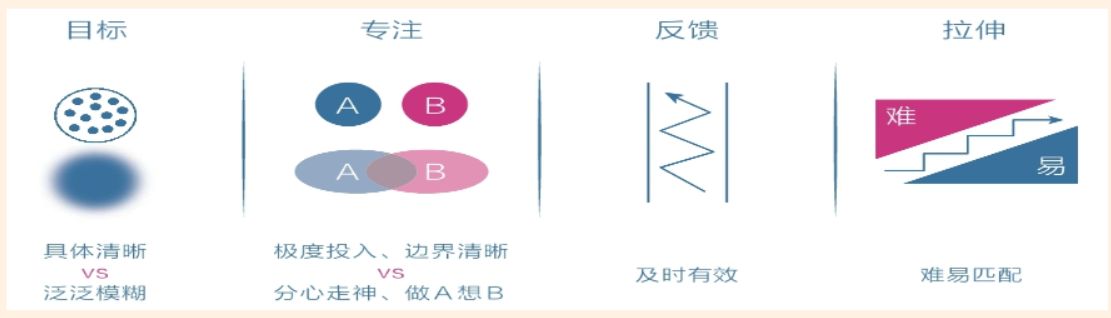 目标
专注
反馈
拉伸
A
B
A
B
难
易
具体清晰
vs
泛泛模糊
极度投入、边界清晰
vs
分心走神、做A想B
及时有效
难易匹配